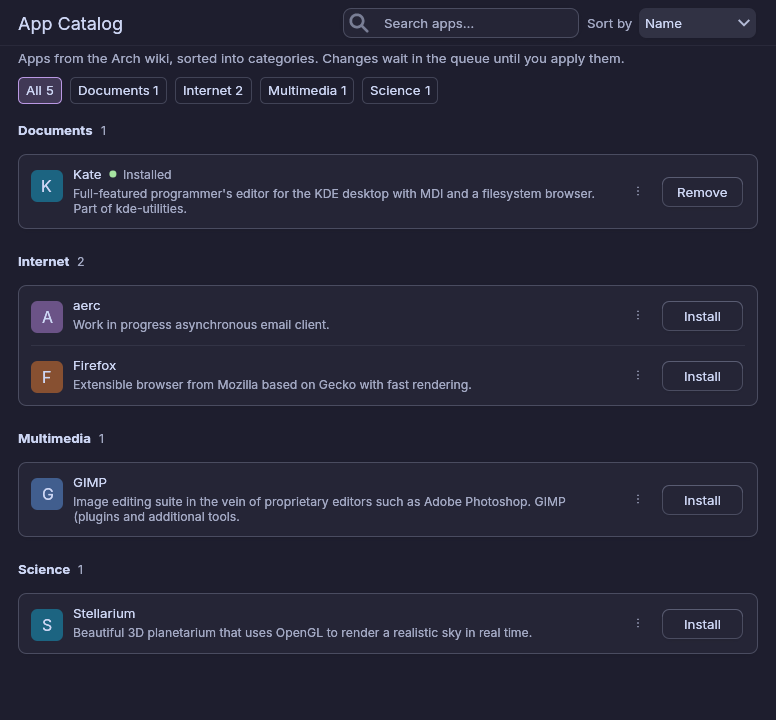 App Catalog
Search apps...
Sort by
Name
Apps from the Arch wiki, sorted into categories. Changes wait in the queue until you apply them.
All 5
Documents 1
Internet 2
Multimedia 1
Science 1
Documents 1
K
Kate
Installed
Full-featured programmer's editor for the KDE desktop with MDI and a filesystem browser.
Part of kde-utilities.
Remove
Internet 2
A
aerc
Work in progress asynchronous email client.
Install
F
Firefox
Extensible browser from Mozilla based on Gecko with fast rendering.
Install
Multimedia 1
G
GIMP
Image editing suite in the vein of proprietary editors such as Adobe Photoshop. GIMP
(plugins and additional tools.
Install
Science 1
S
Stellarium
Beautiful 3D planetarium that uses OpenGL to render a realistic sky in real time.
Install